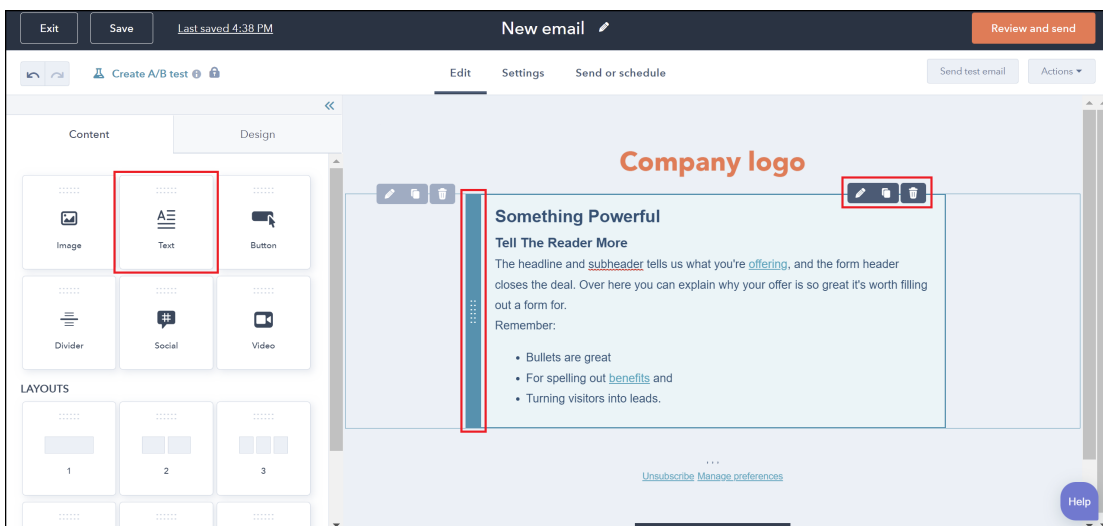 Exit
Save
Last saved 4:38 PM
New email
Review and send
Create A/B test
Edit
Settings
Send or schedule
Send test email
Actions
Content
Design
Image
Text
Button
Divider
Social
Video
LAYOUTS
1
2
3
Company logo
Something Powerful
Tell The Reader More
The headline and subheader tells us what you're offering, and the form header
closes the deal. Over here you can explain why your offer is so great it's worth filling
out a form for.
Remember:
• Bullets are great
• For spelling out benefits and
• Turning visitors into leads.
Unsubscribe Manage preferences
Help